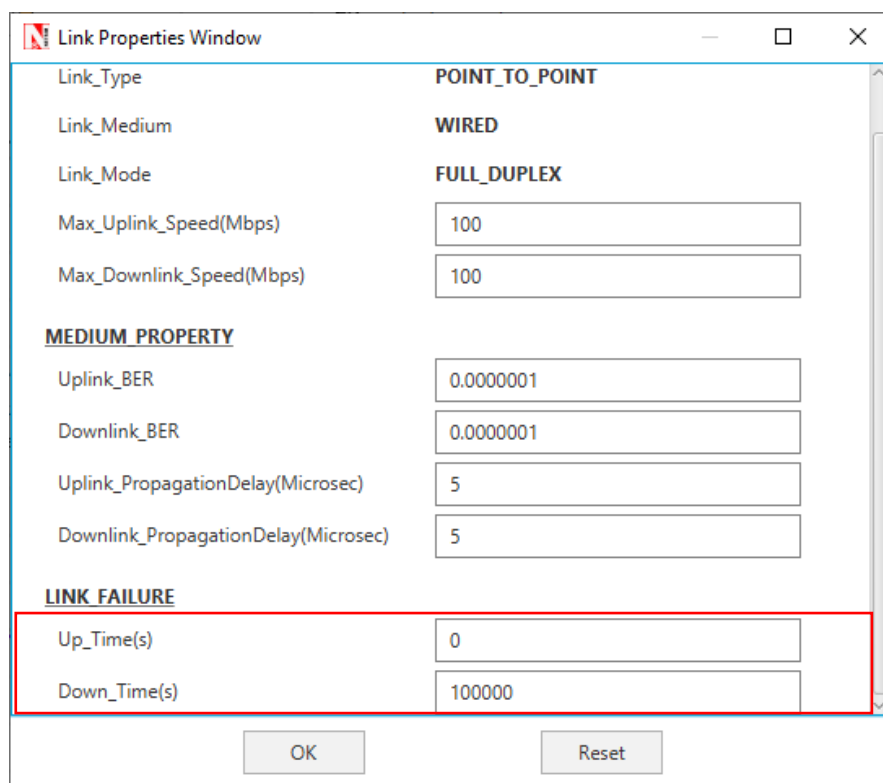 Link Properties Window
Link_Type POINT_TO_POINT
Link_Medium WIRED
Link_Mode FULL_DUPLEX
Max_Uplink_Speed(Mbps) 100
Max_Downlink_Speed(Mbps) 100
MEDIUM_PROPERTY
Uplink_BER 0.0000001
Downlink_BER 0.0000001
Uplink_PropagationDelay(Microsec) 5
Downlink_PropagationDelay(Microsec) 5
LINK_FAILURE
Up_Time(s) 0
Down_Time(s) 100000
OK Reset